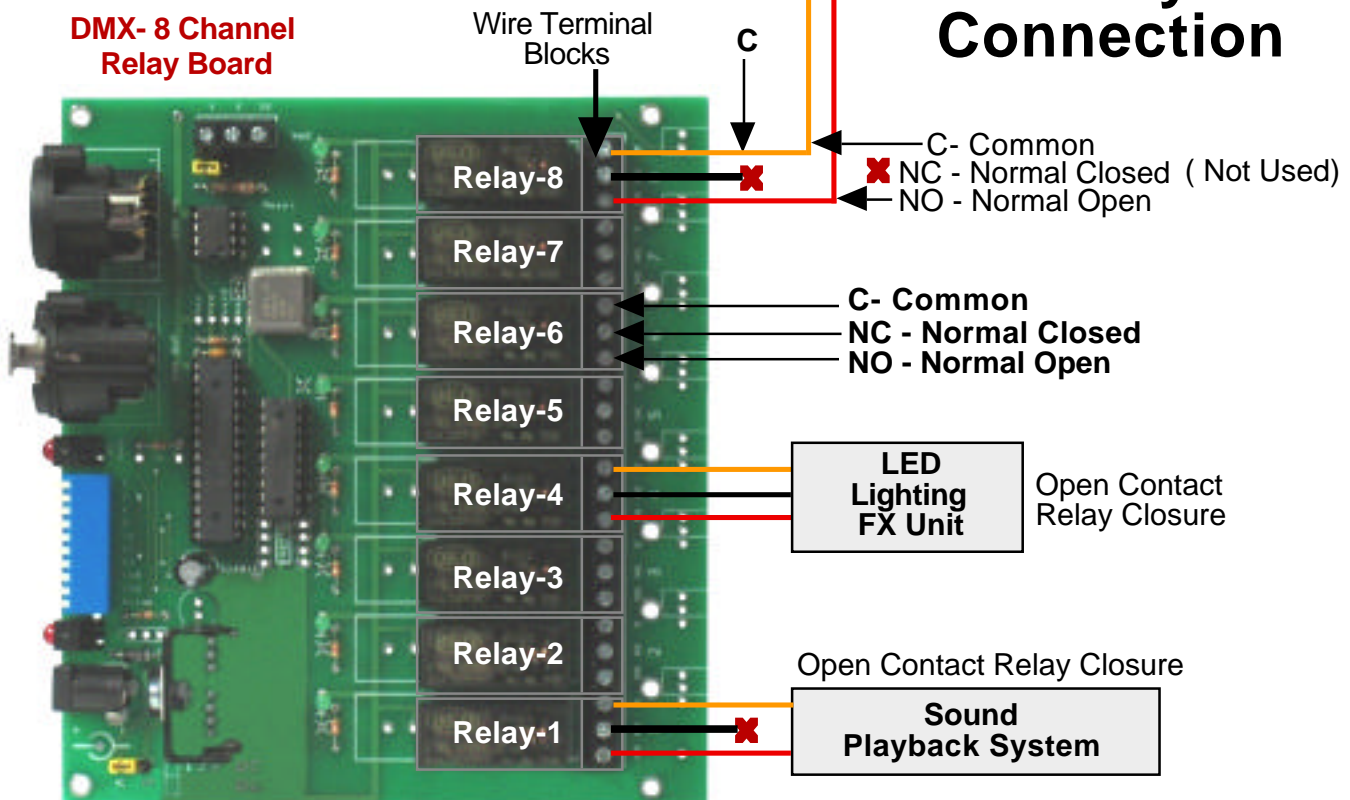 DMX- 8 Channel
Relay Board
Wire Terminal
Blocks
C
Connection
C- Common
NC - Normal Closed ( Not Used)
NO - Normal Open
Relay-8
Relay-7
Relay-6
C- Common
NC - Normal Closed
NO - Normal Open
Relay-5
Relay-4
LED
Lighting
FX Unit
Open Contact
Relay Closure
Relay-3
Relay-2
Open Contact Relay Closure
Relay-1
Sound
Playback System